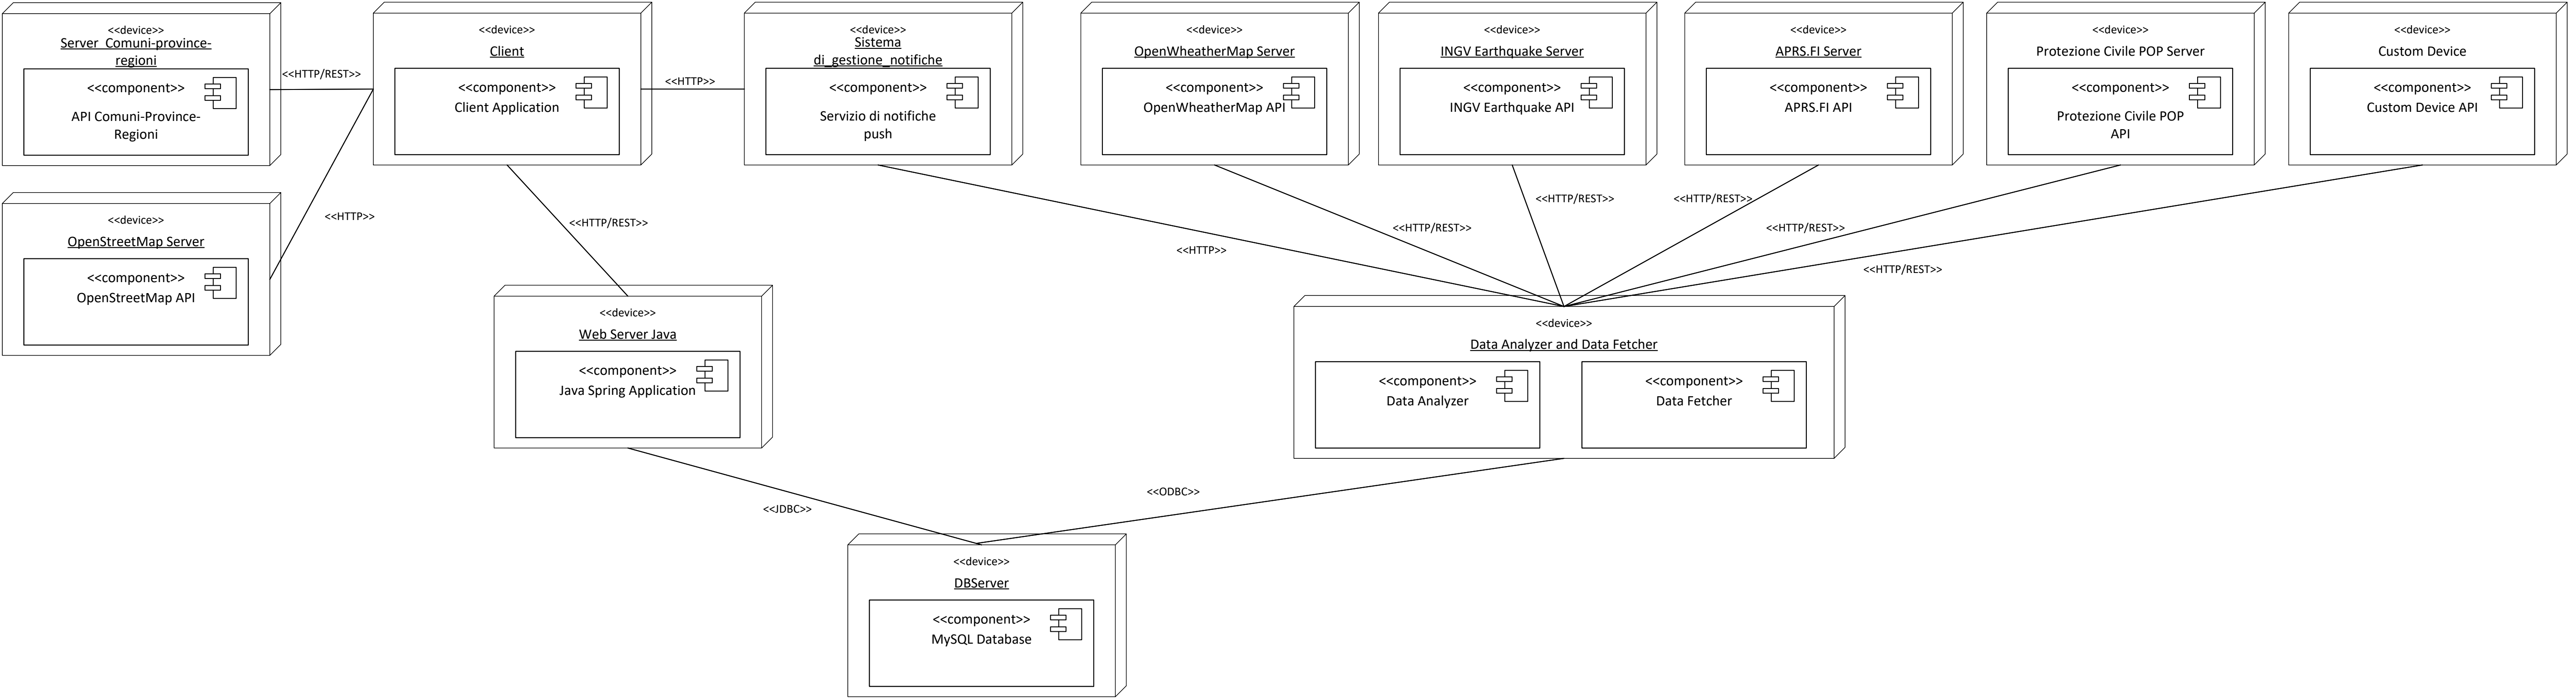 <<device>>
Server Comuni-province-
regioni
<<component>>
API Comuni-Province-
Regioni
<<HTTP/REST>>
<<device>>
Client
<<component>>
Client Application
<<HTTP>>
<<device>>
Sistema
di_gestione_notifiche
<<component>>
Servizio di notifiche
push
<<device>>
OpenWheatherMap Server
<<component>>
OpenWheatherMap API
<<device>>
INGV Earthquake Server
<<component>>
INGV Earthquake API
<<device>>
APRS.FI Server
<<component>>
APRS.FI API
<<device>>
Protezione Civile POP Server
<<component>>
Protezione Civile POP
API
<<device>>
Custom Device
<<component>>
Custom Device API
<<device>>
OpenStreetMap Server
<<component>>
OpenStreetMap API
<<HTTP>>
<<HTTP/REST>>
<<HTTP>>
<<HTTP/REST>>
<<HTTP/REST>>
<<HTTP/REST>>
<<HTTP/REST>>
<<HTTP/REST>>
<<device>>
Web Server Java
<<component>>
Java Spring Application
<<device>>
Data Analyzer and Data Fetcher
<<component>>
Data Analyzer
<<component>>
Data Fetcher
<<JDBC>>
<<ODBC>>
<<device>>
DBServer
<<component>>
MySQL Database